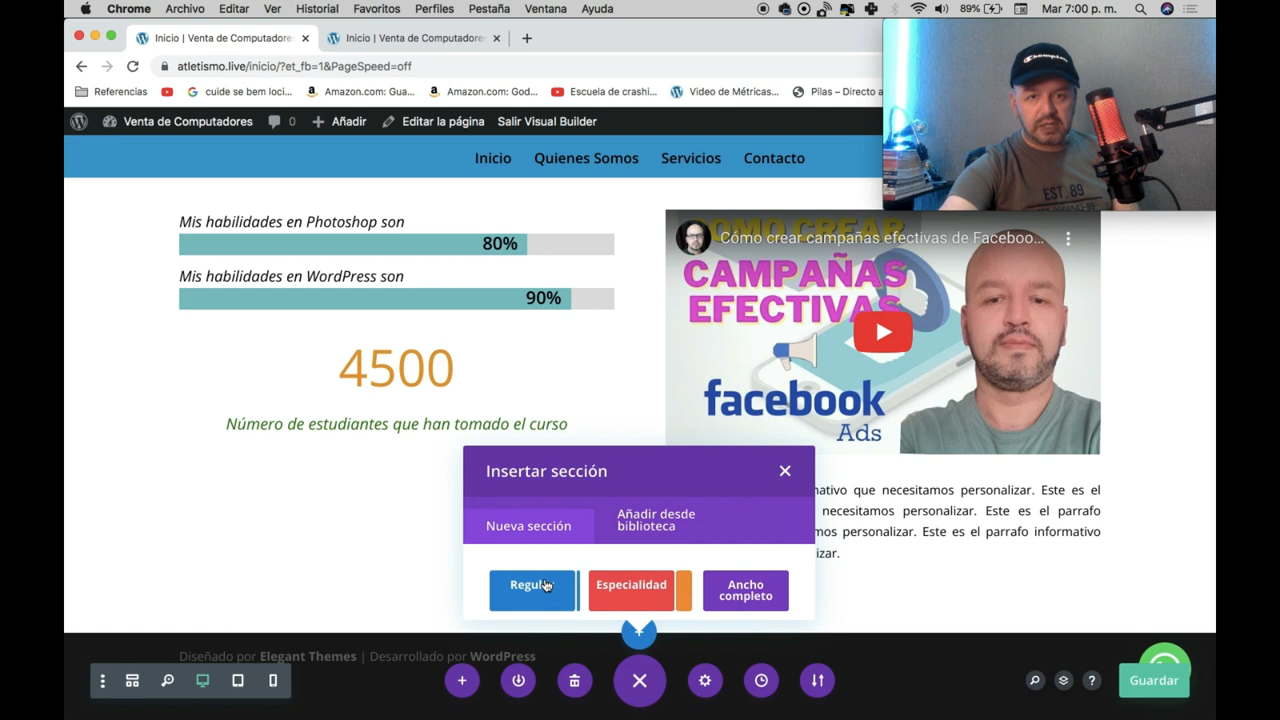 Chrome Archivo Editar Ver Historial Favoritos Perfiles Pestaña Ventana Ayuda 89% Mar 7:00 p. m.
Inicio | Venta de Computadore Inicio | Venta de Computadore
atletismo.live/inicio/?et_fb=1&PageSpeed=off
Referencias cuide se bem loci... Amazon.com: Gua... Amazon.com: God... Escuela de crashi... Video de Métricas... Pilas – Directo a
Venta de Computadores 0 Añadir Editar la página Salir Visual Builder
Inicio Quienes Somos Servicios Contacto
Champion
EST.89
Mis habilidades en Photoshop son
80%
Mis habilidades en WordPress son
90%
4500
Número de estudiantes que han tomado el curso
COMO CREAR
Cómo crear campañas efectivas de Faceboo...
CAMPAÑAS
EFECTIVAS
facebook
Ads
Insertar sección
Nueva sección
Añadir desde
biblioteca
Especialidad
Ancho
completo
mativo que necesitamos personalizar. Este es el
necesitamos personalizar. Este es el parrafo
mos personalizar. Este es el parrafo informativo
izar.
Diseñado por Elegant Themes | Desarrollado por WordPress
Guardar